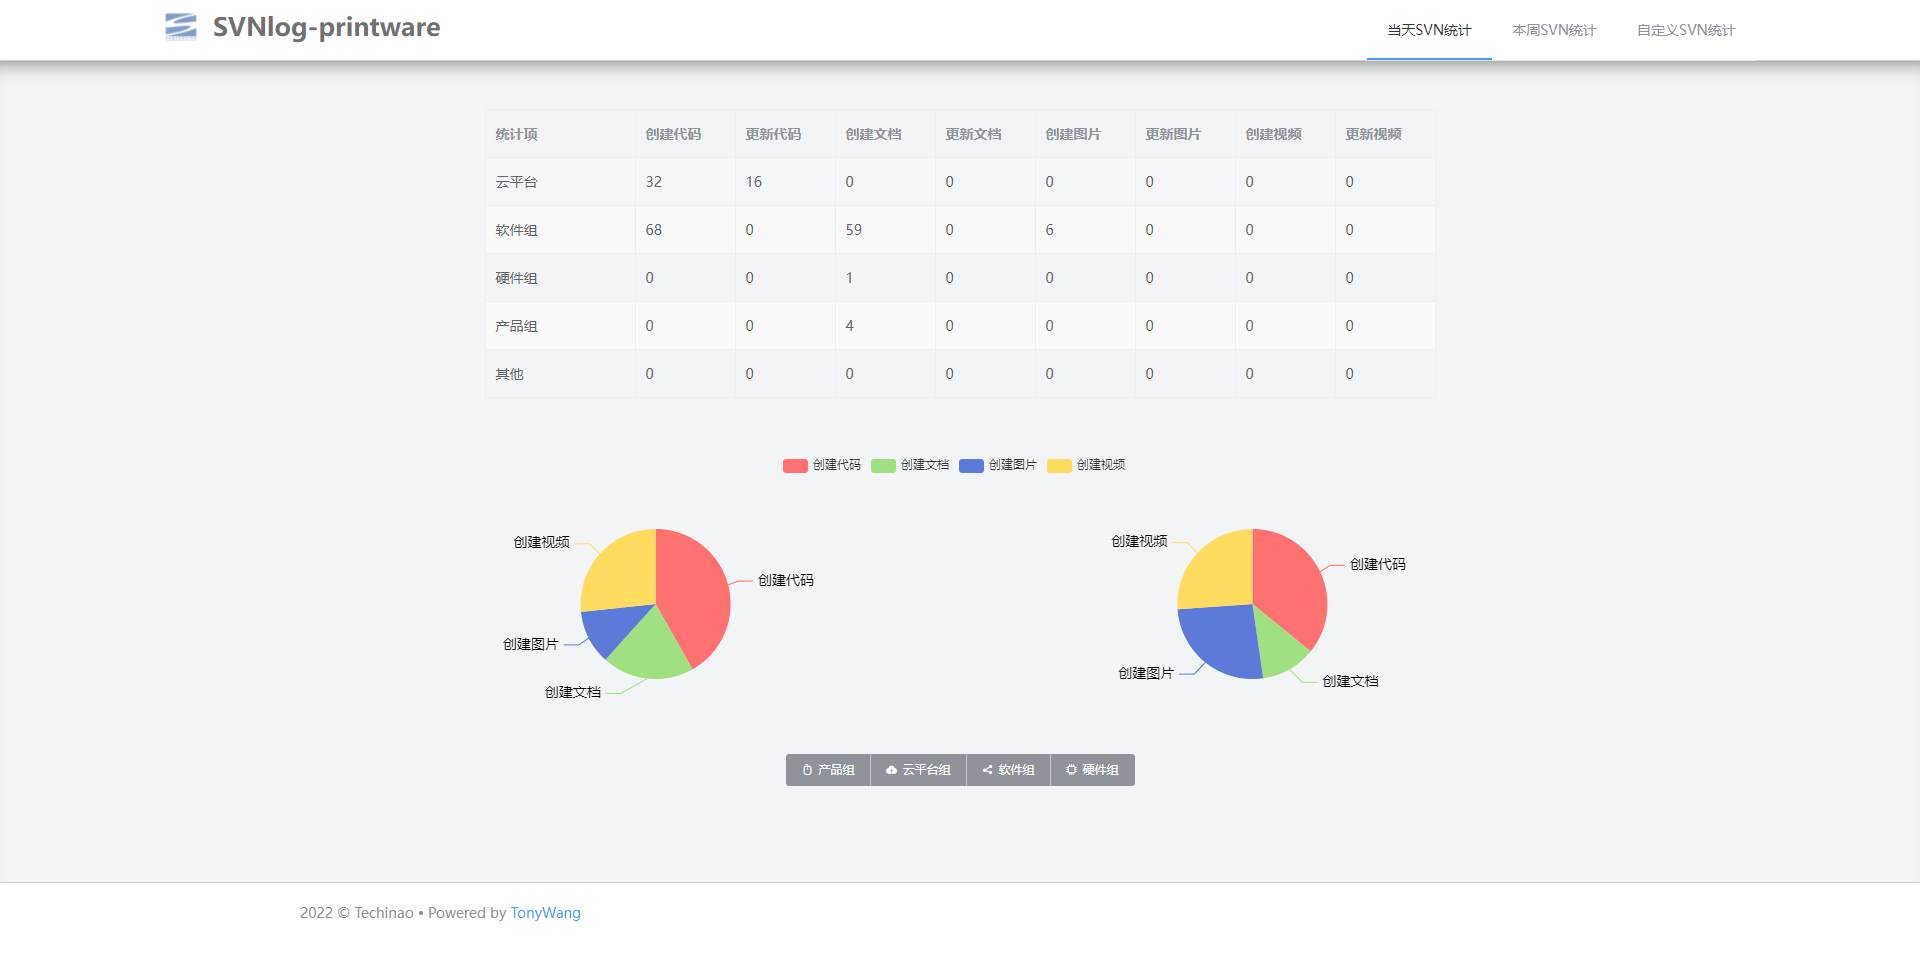 SVNlog-printware
当天SVN统计 本周SVN统计 自定义SVN统计
统计项 创建代码 更新代码 创建文档 更新文档 创建图片 更新图片 创建视频 更新视频
云平台 32 16 0 0 0 0 0 0
软件组 68 0 59 0 6 0 0 0
硬件组 0 0 1 0 0 0 0 0
产品组 0 0 4 0 0 0 0 0
其他 0 0 0 0 0 0 0 0
创建代码 创建文档 创建图片 创建视频
创建视频
创建代码
创建图片
创建文档
创建视频
创建代码
创建图片
创建文档
产品组 云平台组 软件组 硬件组
2022 © Techinao • Powered by TonyWang